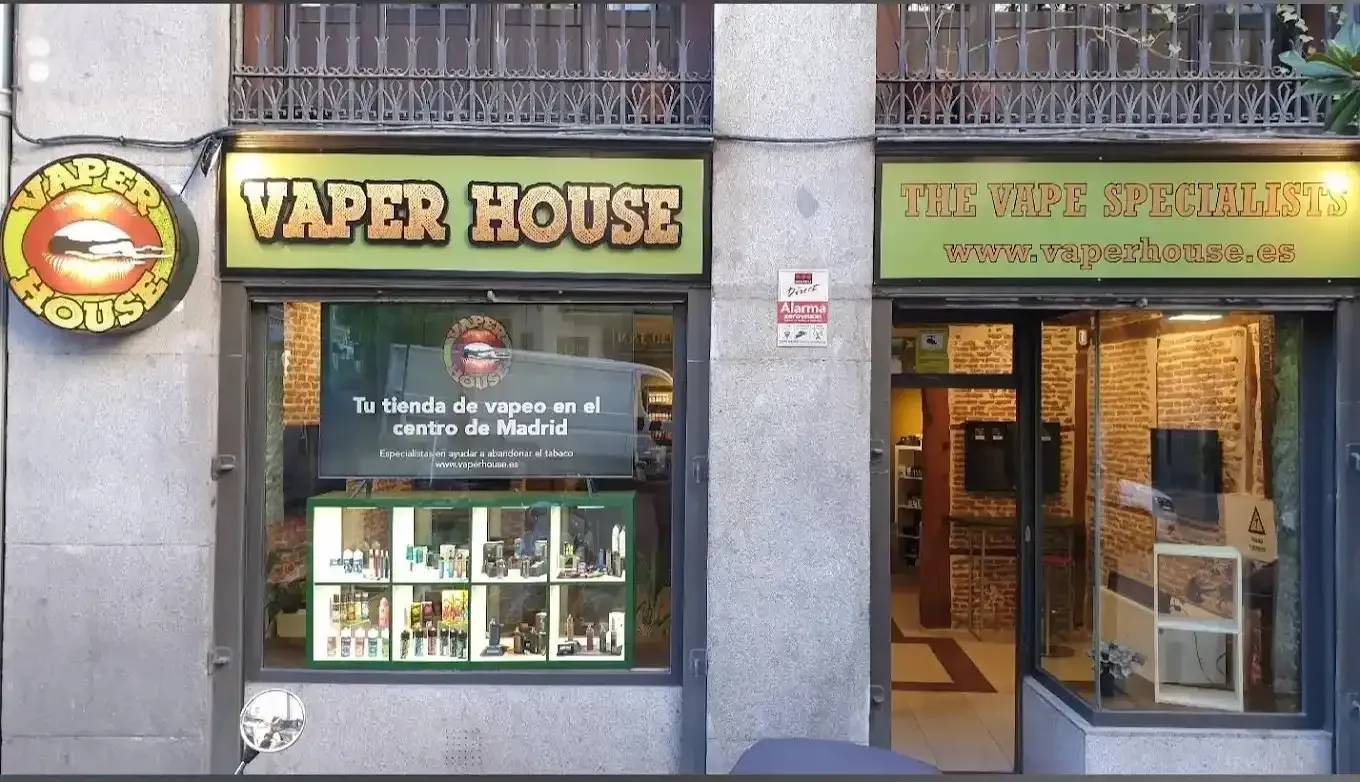 VAPER
HOUSE
VAPER HOUSE
THE VAPE SPECIALISTS
www.vaperhouse.es
Direct
Alarma
VAPER
HOUSE
Tu tienda de vapeo en el
centro de Madrid
Especialistas en ayudar a abandonar el tabaco
www.vaperhouse.es